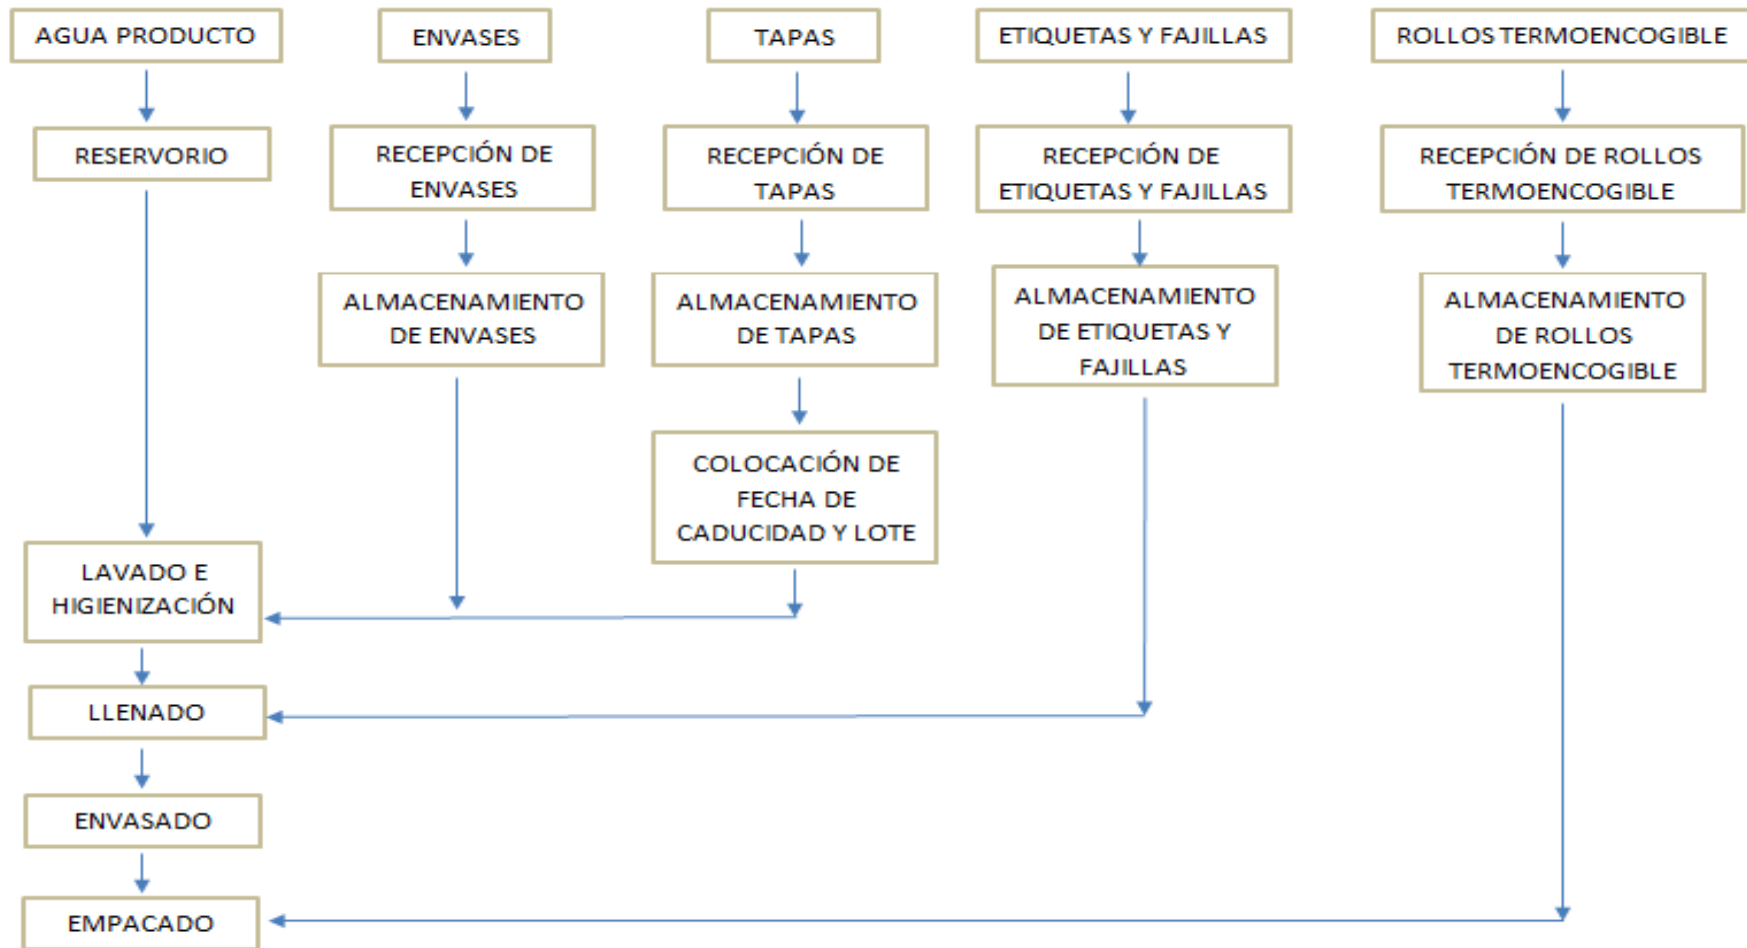 AGUA PRODUCTO
ENVASES
TAPAS
ETIQUETAS Y FAJILLAS
ROLLOS TERMOENCOGIBLE
RESERVORIO
RECEPCIÓN DE
ENVASES
RECEPCIÓN DE
TAPAS
RECEPCIÓN DE
ETIQUETAS Y FAJILLAS
RECEPCIÓN DE ROLLOS
TERMOENCOGIBLE
ALMACENAMIENTO
DE ENVASES
ALMACENAMIENTO
DE TAPAS
ALMACENAMIENTO
DE ETIQUETAS Y
FAJILLAS
ALMACENAMIENTO
DE ROLLOS
TERMOENCOGIBLE
COLOCACIÓN DE
FECHA DE
CADUCIDAD Y LOTE
LAVADO E
HIGIENIZACIÓN
LLENADO
ENVASADO
EMPACADO